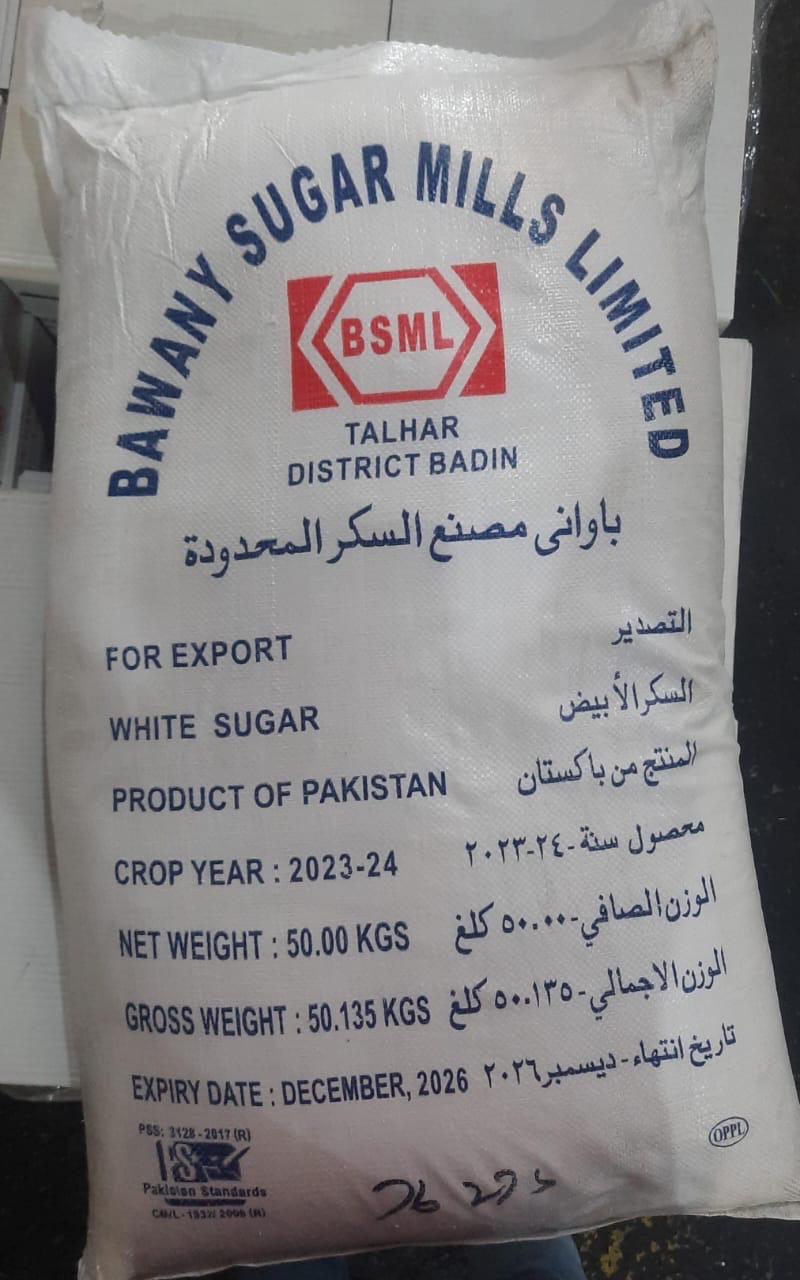 BAWANY SUGAR MILLS LIMITED
BSML
TALHAR
DISTRICT BADIN
باوانى مصنع السكر المحدودة
FOR EXPORT التصدير
WHITE SUGAR السكر الأبيض
PRODUCT OF PAKISTAN المنتج من باكستان
CROP YEAR : 2023-24 محصول سنة - ٢٤-٢٠٢٣
NET WEIGHT : 50.00 KGS الوزن الصافي - ٥٠.٠٠ كلغ
GROSS WEIGHT : 50.135 KGS الوزن الاجمالي - ٥٠.١٣٥ كلغ
EXPIRY DATE : DECEMBER, 2026 تاريخ انتهاء - ديسمبر ٢٠٢٦
PSS: 3128 - 2017 (R)
Pakistan Standards
OPPL